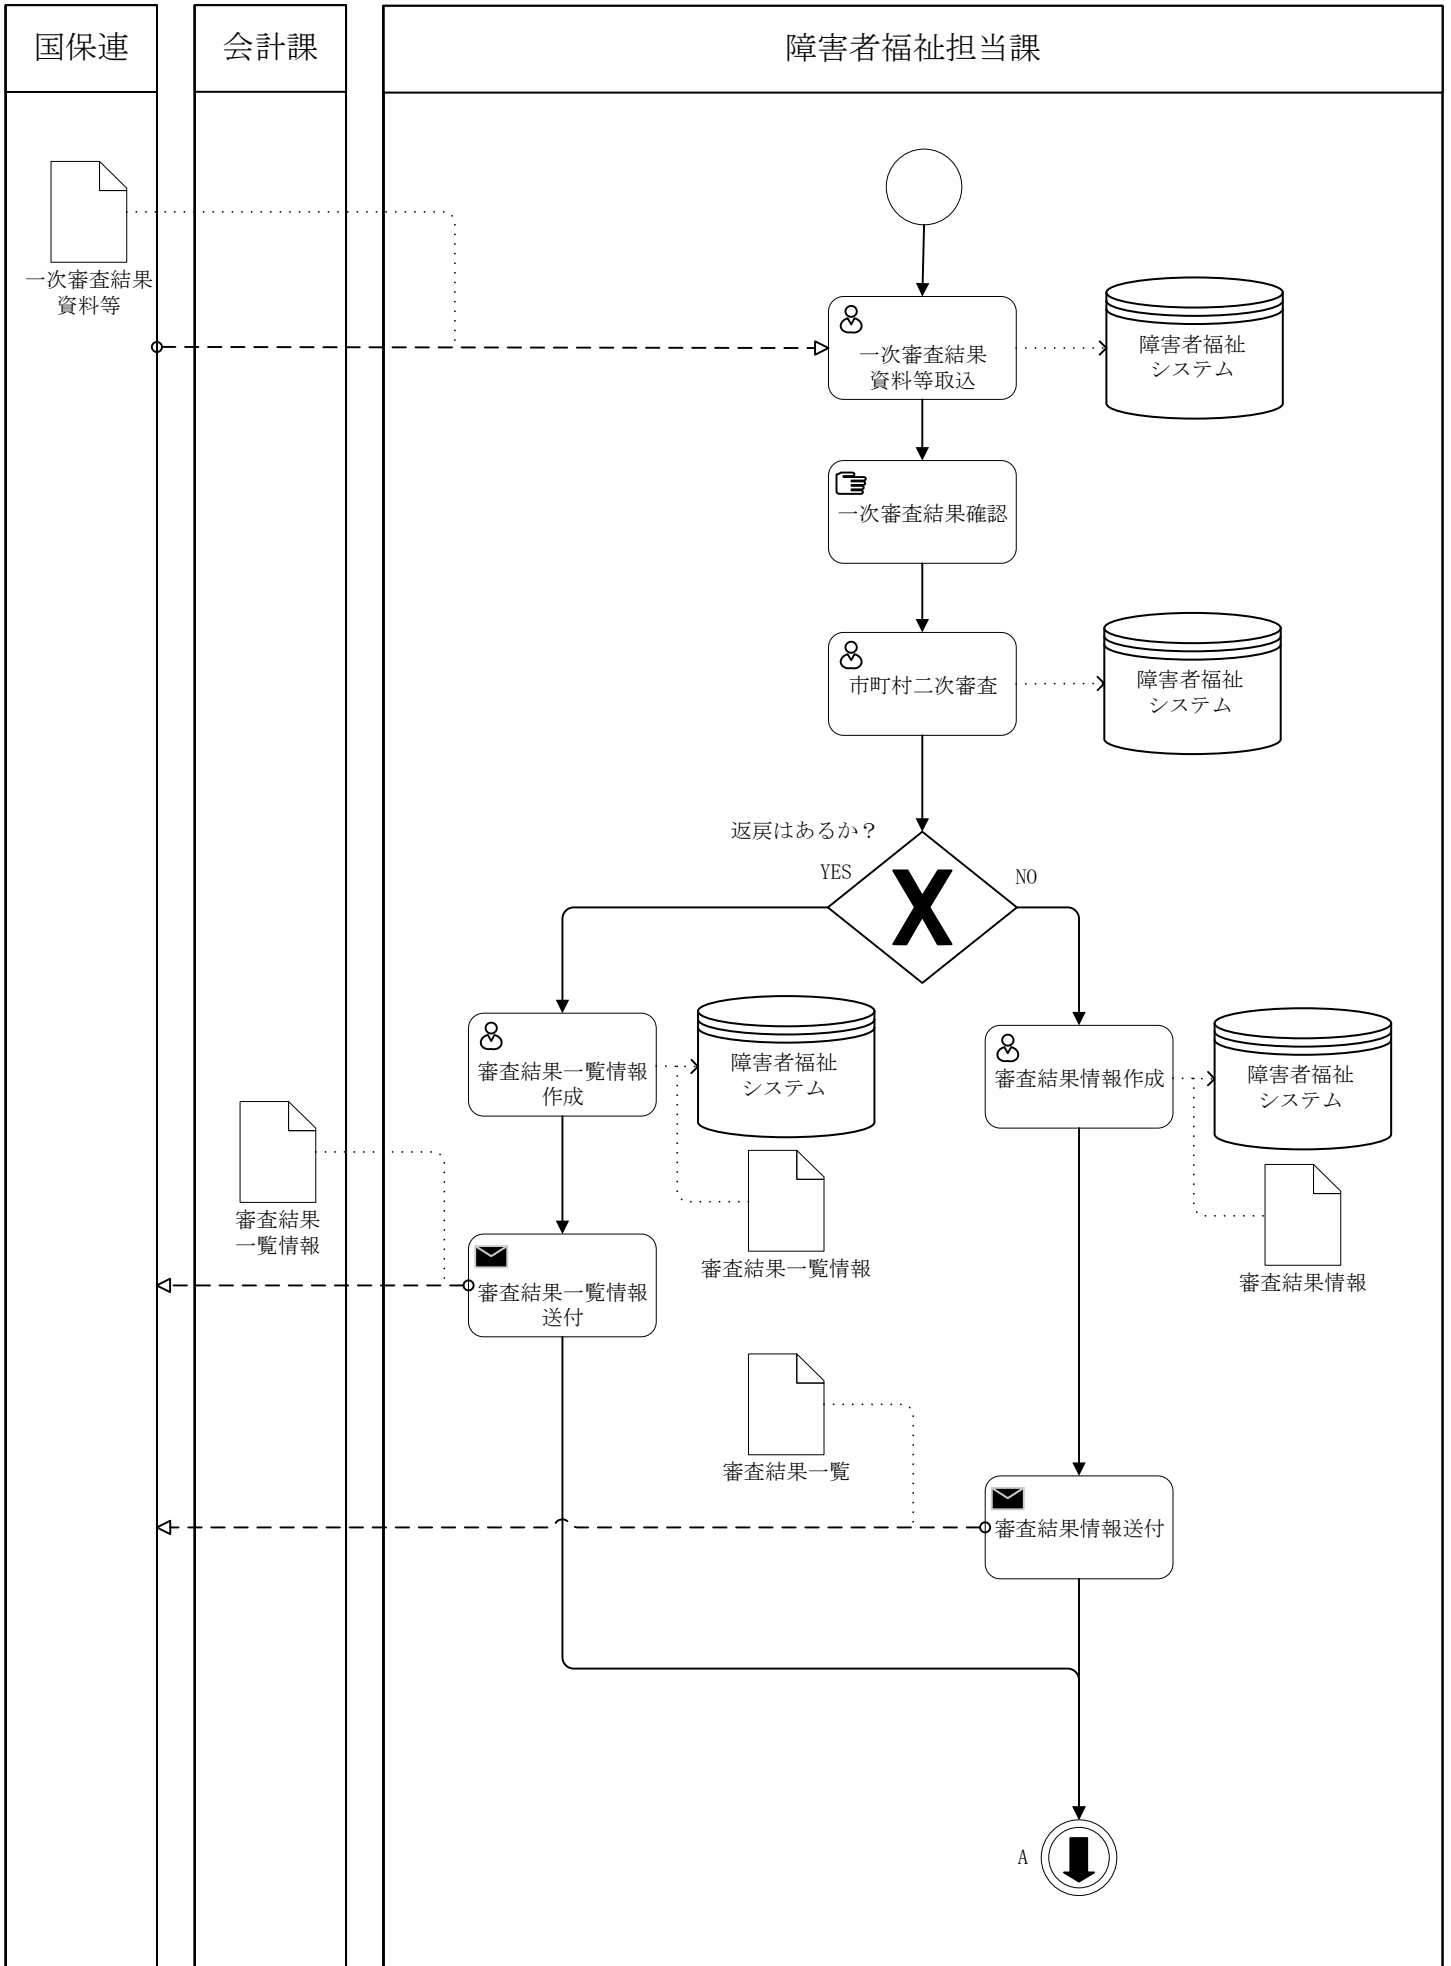 国保連
会計課
障害者福祉担当課
一次審査結果
資料等
一次審査結果
資料等取込
障害者福祉
システム
一次審査結果確認
市町村二次審査
障害者福祉
システム
返戻はあるか？
YES
NO
審査結果一覧情報
作成
障害者福祉
システム
審査結果情報作成
障害者福祉
システム
審査結果
一覧情報
審査結果一覧情報
審査結果情報
審査結果一覧情報
送付
審査結果一覧
審査結果情報送付
A